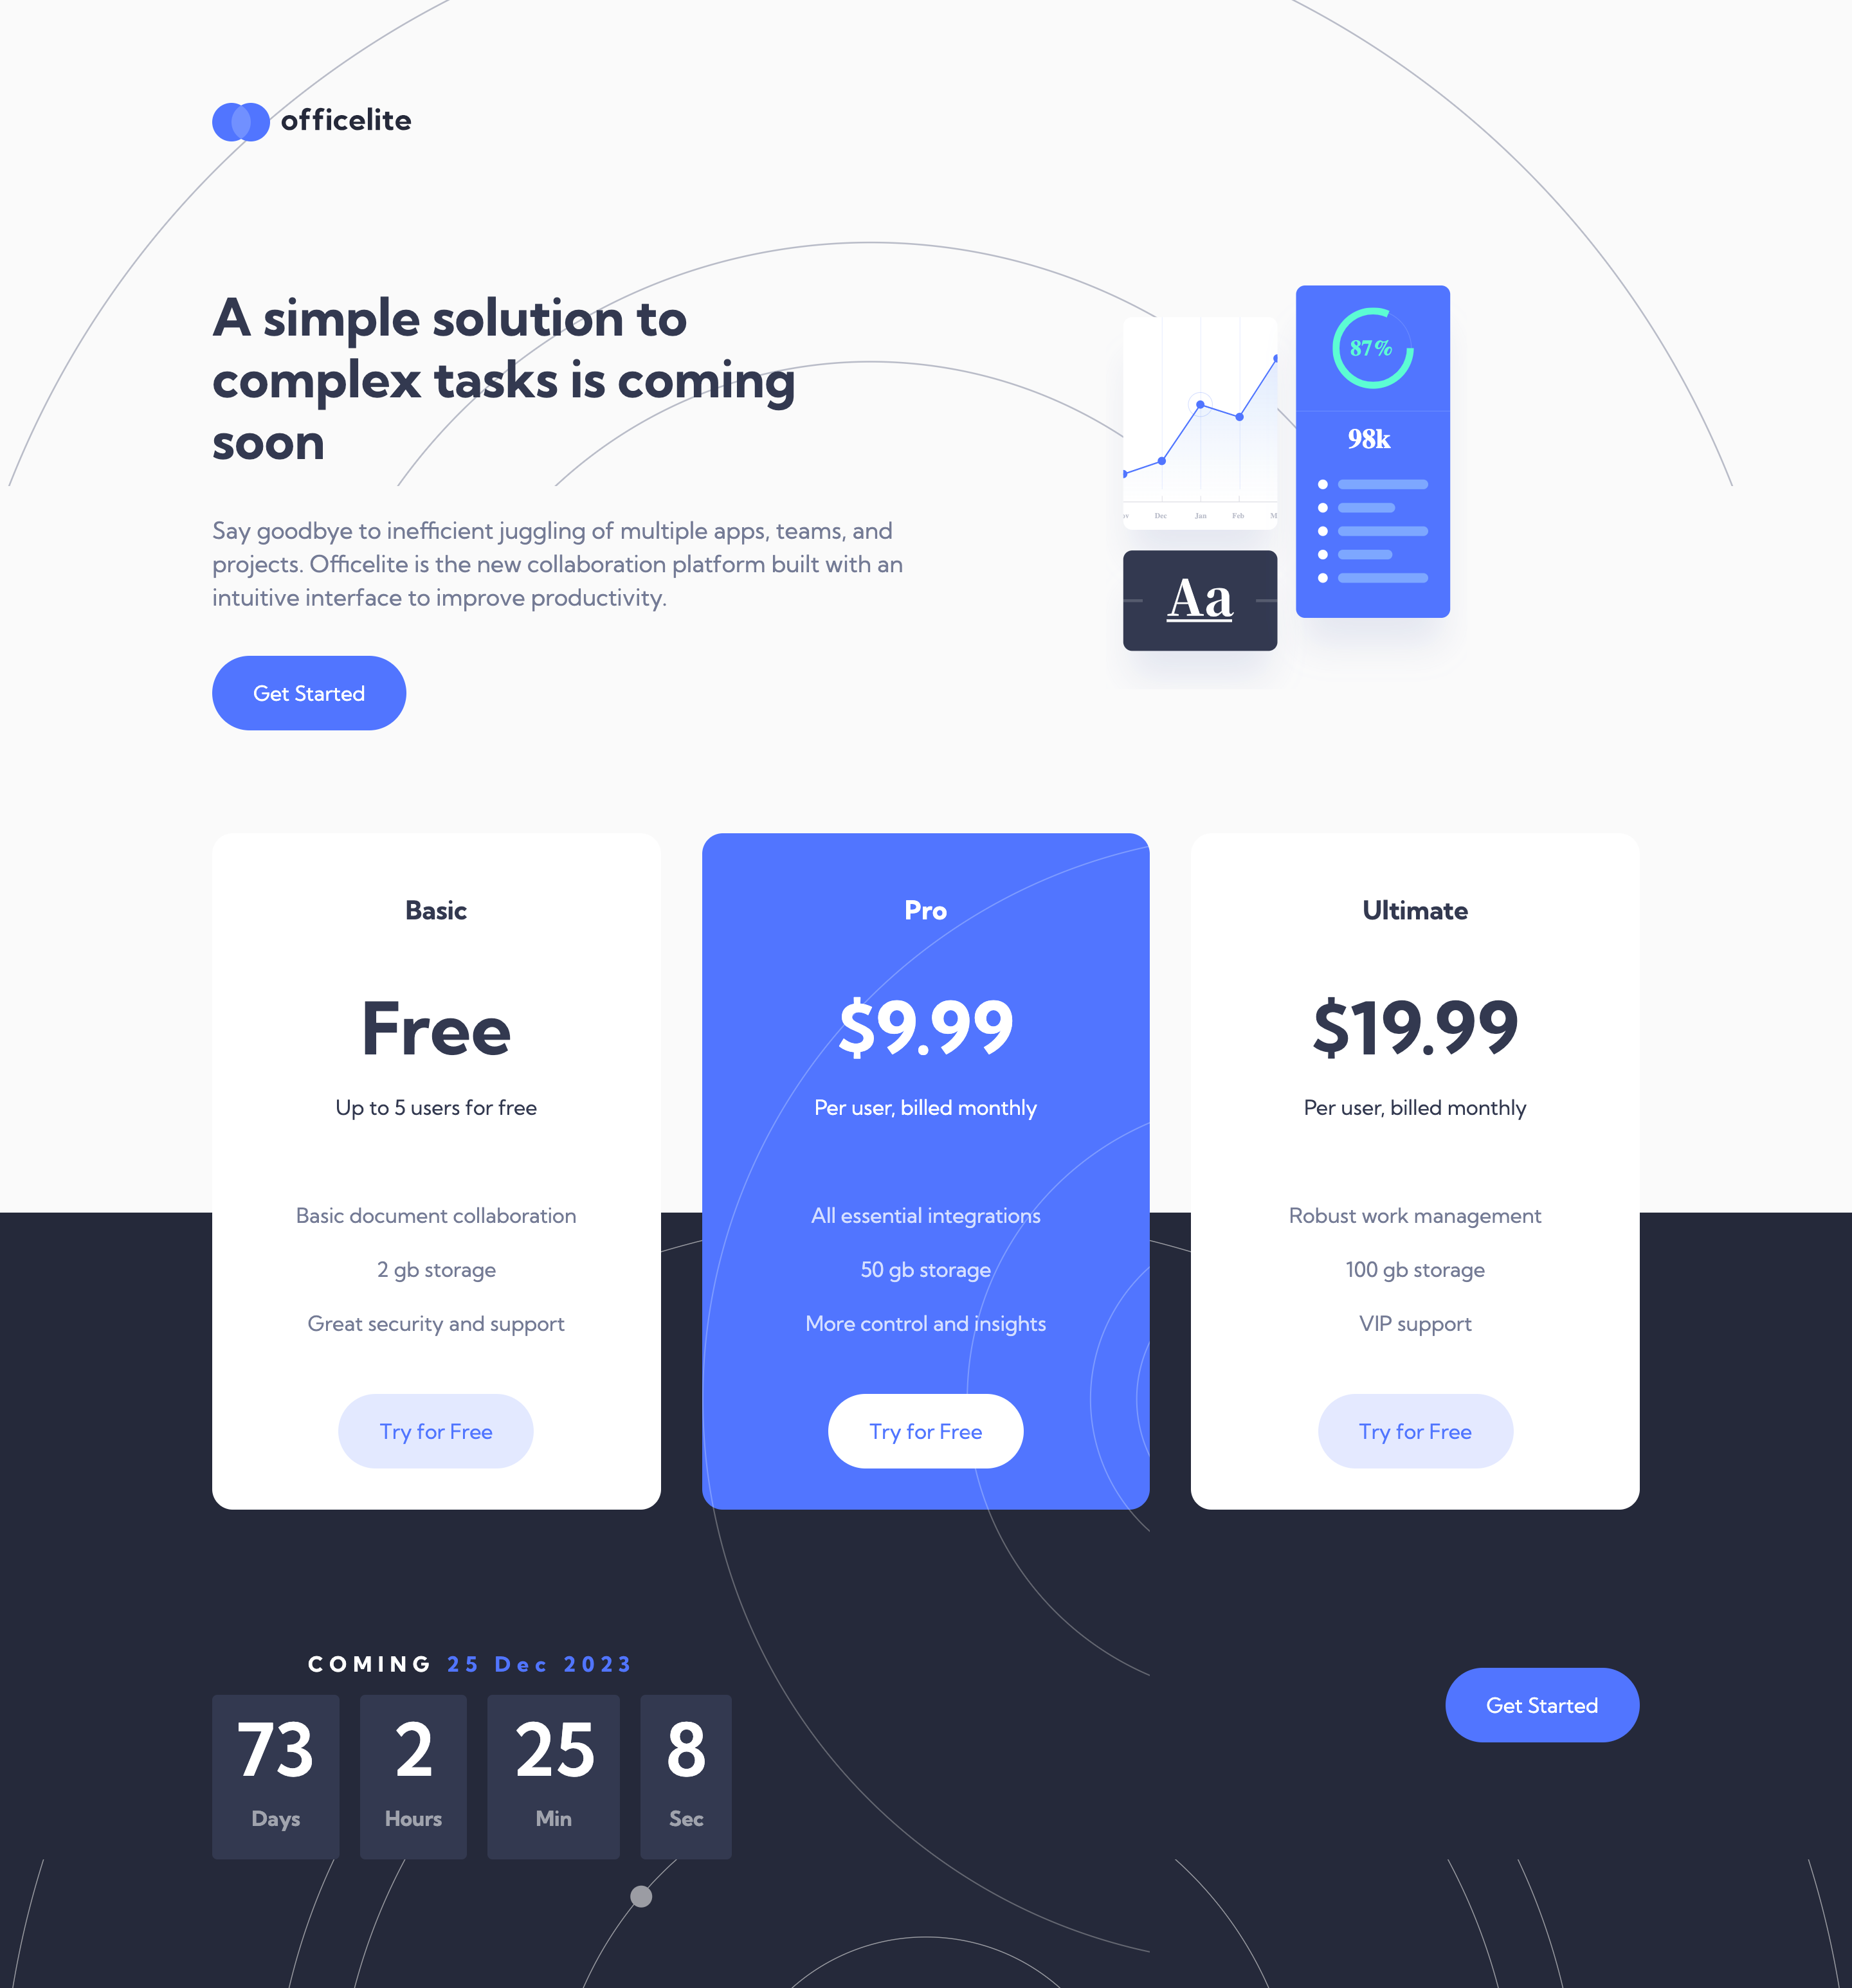 officelite
A simple solution to
complex tasks is coming
soon
Say goodbye to inefficient juggling of multiple apps, teams, and
projects. Officelite is the new collaboration platform built with an
intuitive interface to improve productivity.
Get Started
87%
98k
ov Dec Jan Feb M
Aa
Basic
Free
Up to 5 users for free
Basic document collaboration
2 gb storage
Great security and support
Try for Free
Pro
$9.99
Per user, billed monthly
All essential integrations
50 gb storage
More control and insights
Try for Free
Ultimate
$19.99
Per user, billed monthly
Robust work management
100 gb storage
VIP support
Try for Free
COMING 25 Dec 2023
73 2 25 8
Days Hours Min Sec
Get Started